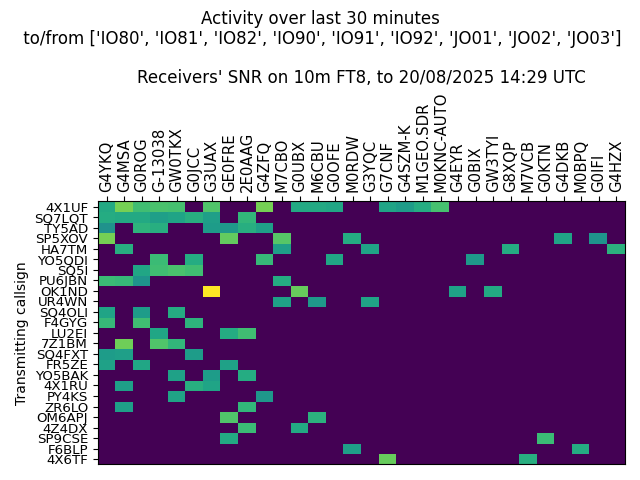 Activity over last 30 minutes
to/from ['IO80', 'IO81', 'IO82', 'IO90', 'IO91', 'IO92', 'JO01', 'JO02', 'JO03']
Receivers' SNR on 10m FT8, to 20/08/2025 14:29 UTC
G4YKQ
G4MSA
G0ROG
G-13038
GW0TKX
G0JCC
G3UAX
GE0FRE
2E0AAG
G4ZFQ
M7CBO
G0UBX
M6CBU
G0OFE
M0RDW
G3YQC
G7CNF
G4SZM-K
M1GEO.SDR
M0KNC-AUTO
G4EYR
G0BIX
GW3TYI
G8XQP
M7VCB
G0KTN
G4DKB
M0BPQ
G0IFI
G4HZX
Transmitting callsign
4X1UF
SQ7LQT
TY5AD
SP5XOV
HA7TM
YO5QDI
SQ5I
PU6JBN
OK1ND
UR4WN
SQ4OLI
F4GYG
LU2EI
7Z1BM
SQ4FXT
FR5ZE
YO5BAK
4X1RU
PY4KS
ZR6LO
OM6APJ
4Z4DX
SP9CSE
F6BLP
4X6TF